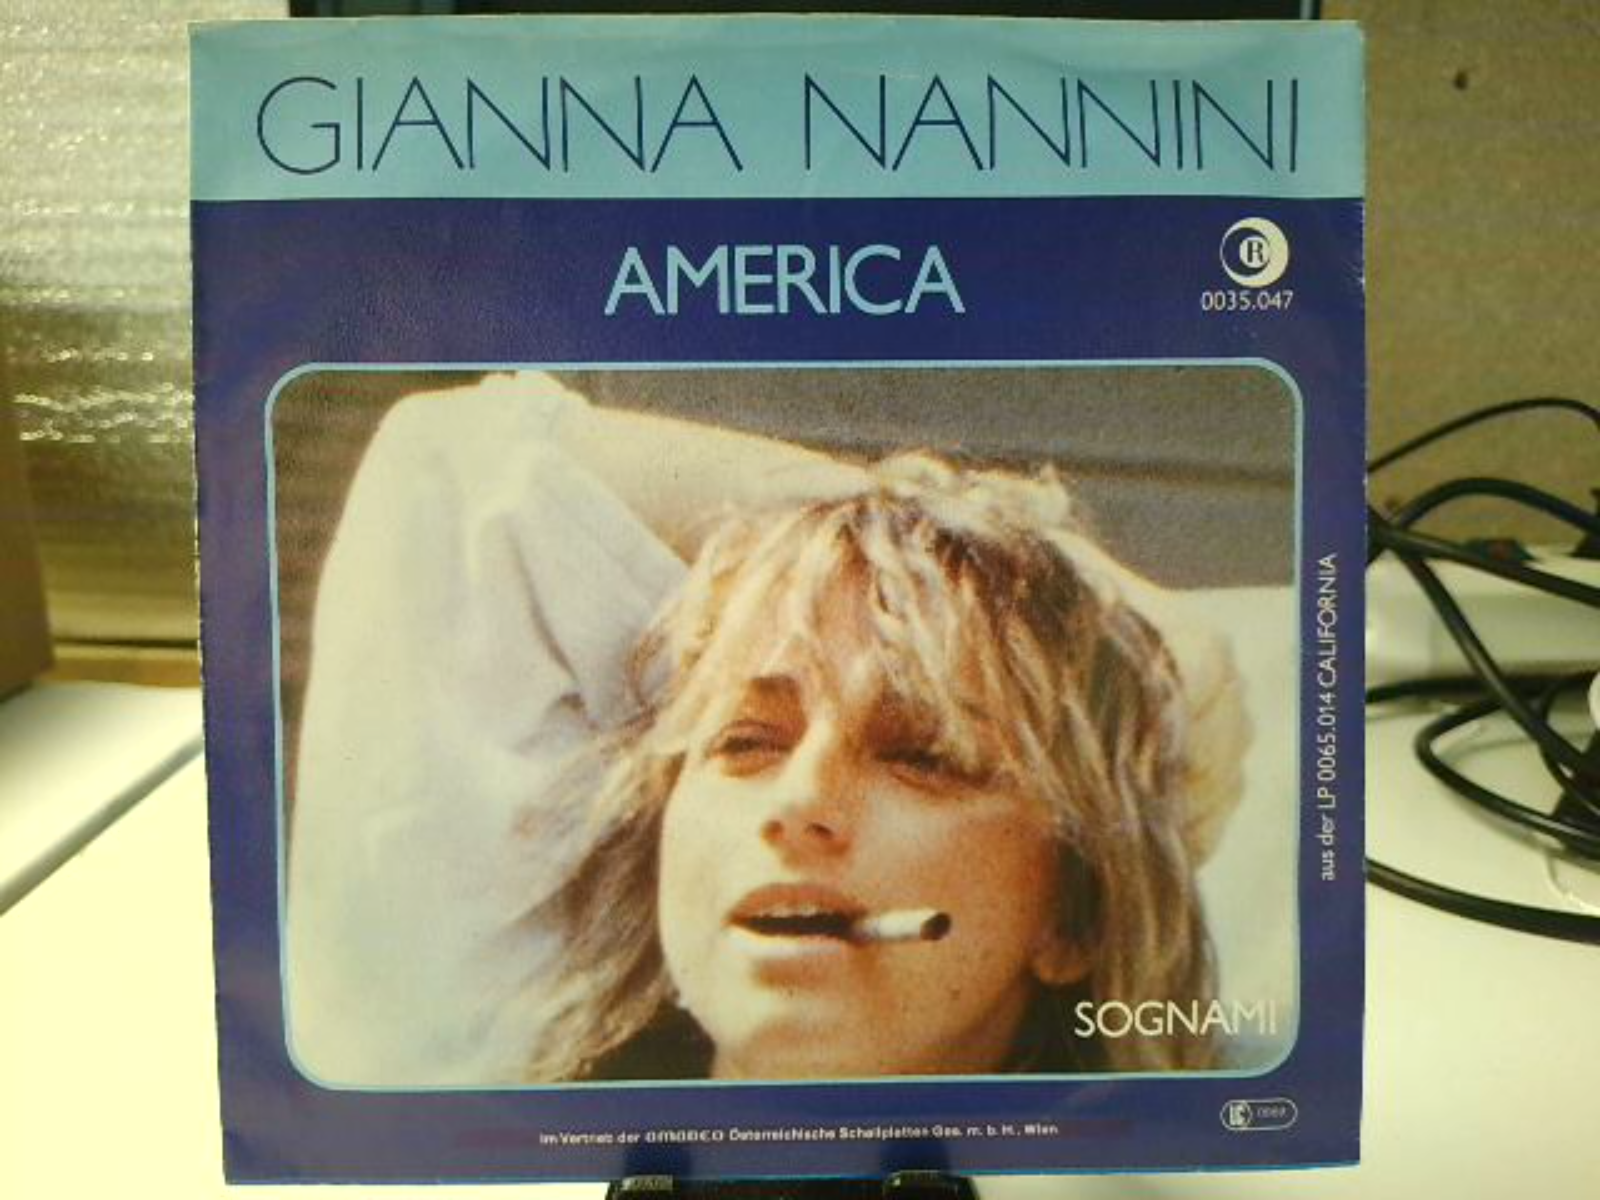 GIANNA NANNINI
AMERICA
R
0035.047
aus der LP 0065.014 CALIFORNIA
SOGNAMI
LC
Im Vertrieb der amadeo Österreichische Schallplatten Ges. m. b. H., Wien